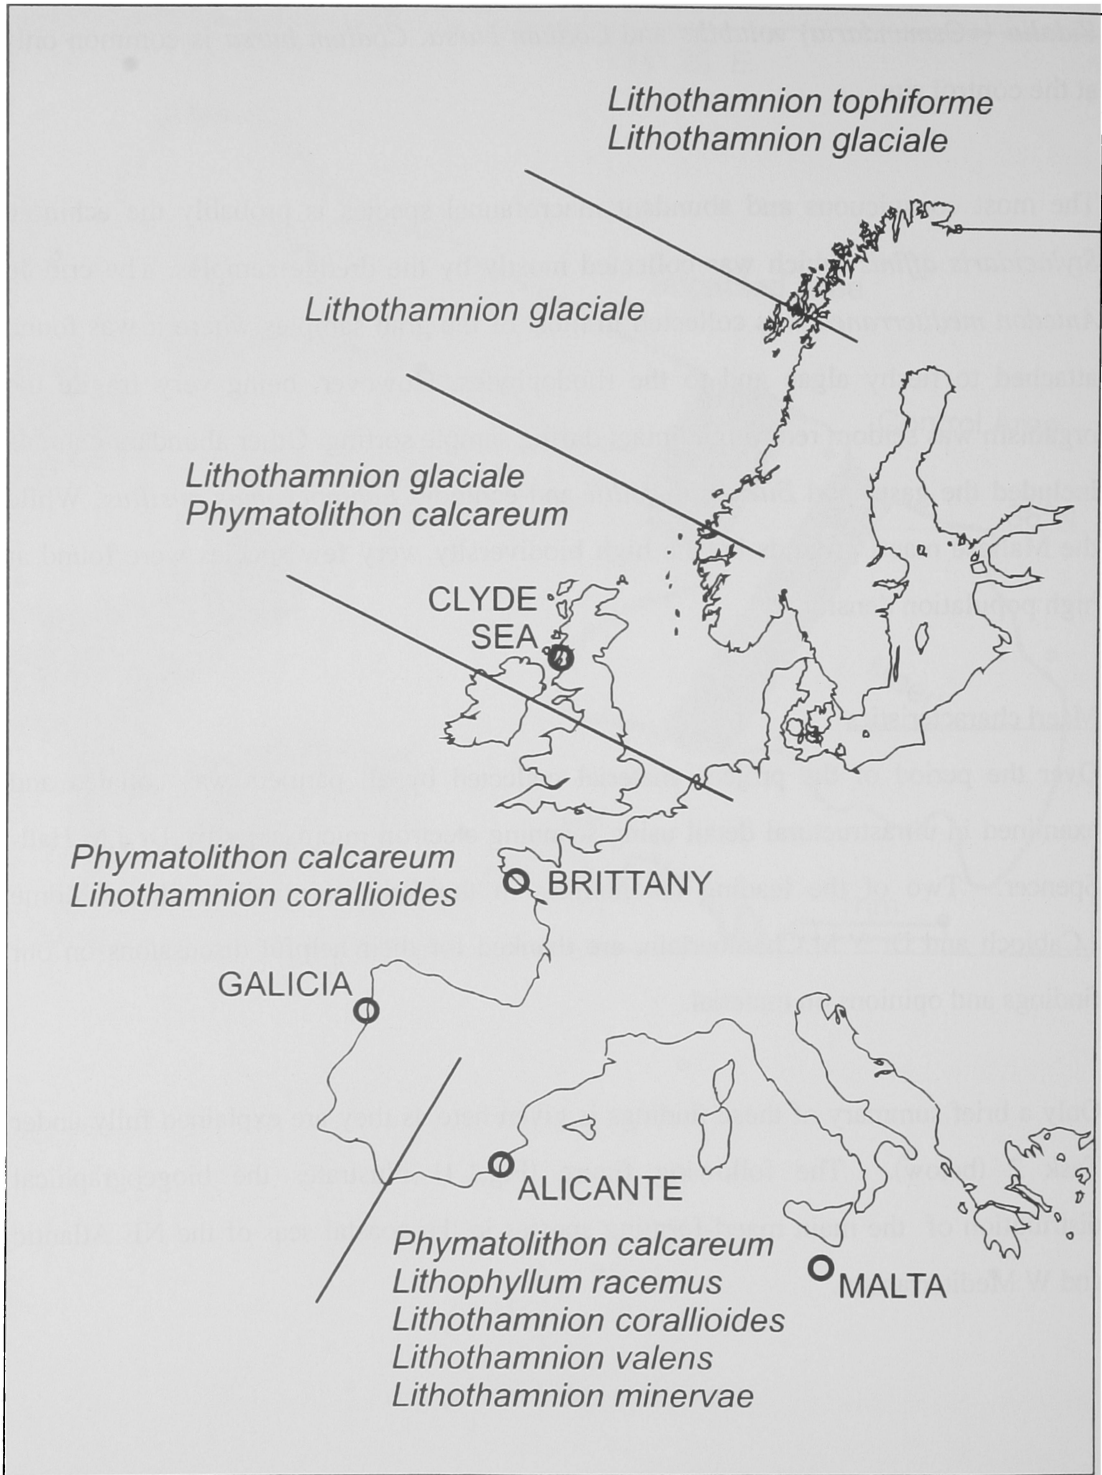 Lithothamnion tophiforme
Lithothamnion glaciale
Lithothamnion glaciale
Lithothamnion glaciale
Phymatolithon calcareum
CLYDE
SEA
Phymatolithon calcareum
Lihothamnion corallioides
BRITTANY
GALICIA
ALICANTE
Phymatolithon calcareum
Lithophyllum racemus
Lithothamnion corallioides
Lithothamnion valens
Lithothamnion minervae
MALTA